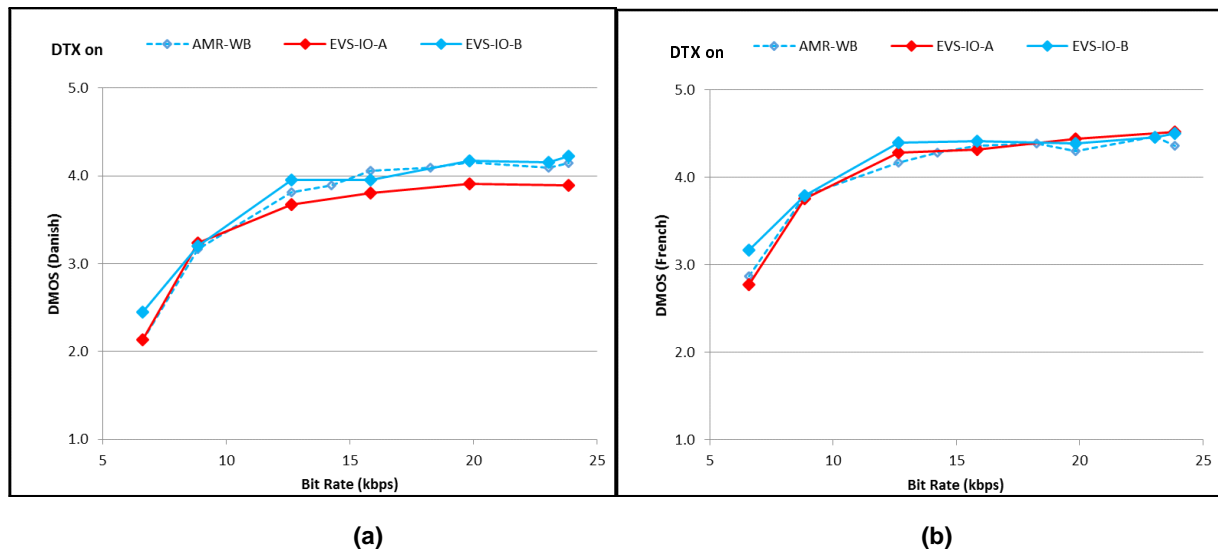 DTX on
AMR-WB
EVS-IO-A
EVS-IO-B
5.0
4.0
3.0
2.0
1.0
DMOS (Danish)
5
10
15
20
25
Bit Rate (kbps)
(a)
DTX on
AMR-WB
EVS-IO-A
EVS-IO-B
5.0
4.0
3.0
2.0
1.0
DMOS (French)
5
10
15
20
25
Bit Rate (kbps)
(b)